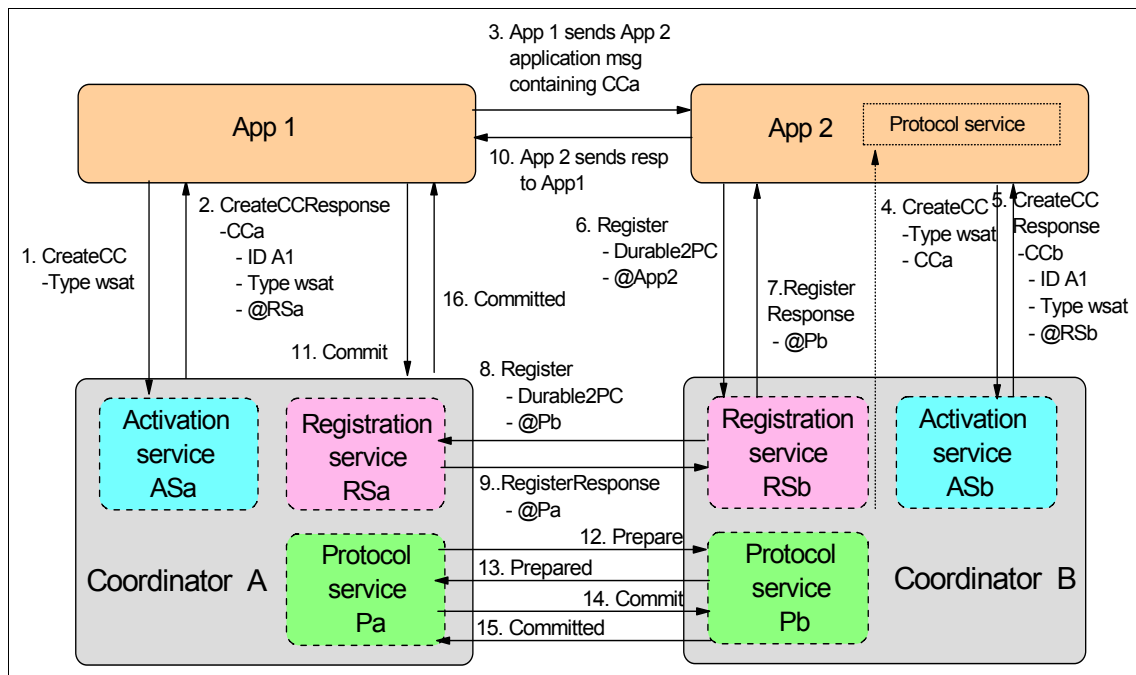 3. App 1 sends App 2
application msg
containing CCa
App 1
App 2
Protocol service
10. App 2 sends resp
to App1
1. CreateCC
-Type wsat
2. CreateCCResponse
-CCa
- ID A1
- Type wsat
- @RSa
16. Committed
11. Commit
6. Register
- Durable2PC
- @App2
7.Register
Response
- @Pb
4. CreateCC
-Type wsat
- CCa
5. CreateCC
Response
-CCb
- ID A1
- Type wsat
- @RSb
8. Register
- Durable2PC
- @Pb
Activation
service
ASa
Registration
service
RSa
Registration
service
RSb
Activation
service
ASb
9..RegisterResponse
- @Pa
12. Prepare
13. Prepared
14. Commit
15. Committed
Coordinator A
Protocol
service
Pa
Protocol
service
Pb
Coordinator B